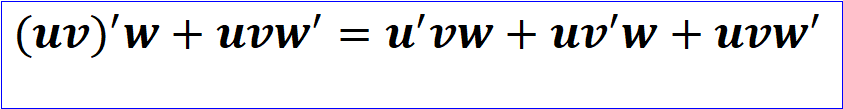 (uv)′w + uvw′ = u′vw + uv′w + uvw′